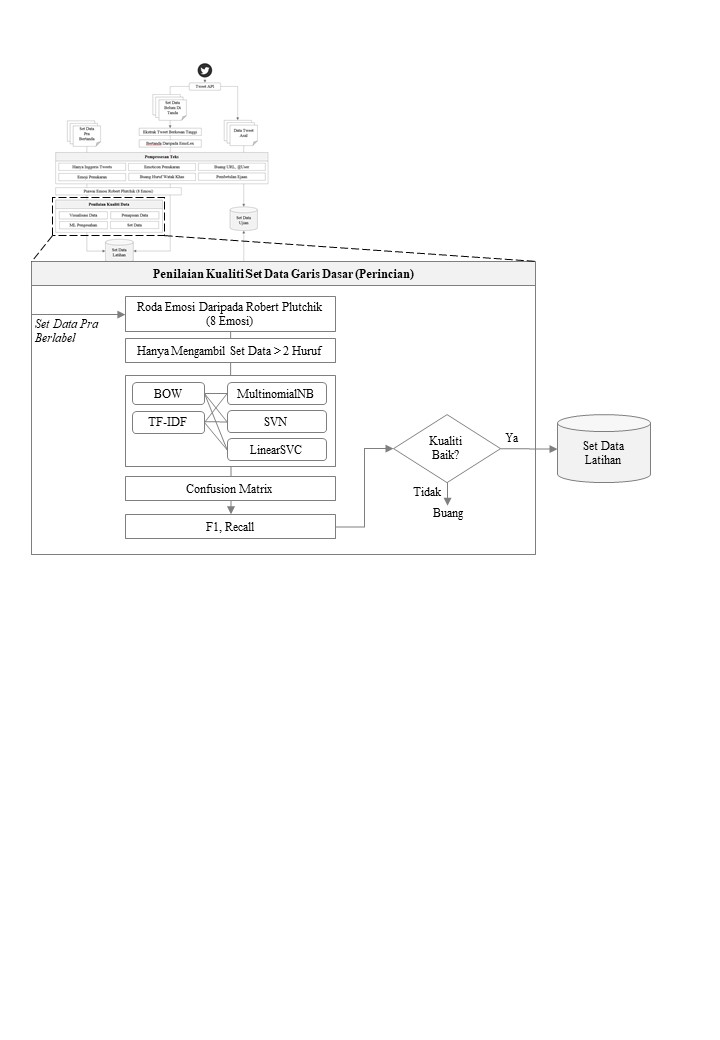 Tweet API
Set Data
Belum Di
Tanda
Set Data
Pra
Bertanda
Data Tweet
Asal
Ekstrak Tweet Berkenaan Tinggi
Bertanda Daripada EmoLex
Pemprosesan Teks
Hanya Inggeris Tweets
Emoticon Penukaran
Buang URL, @User
Emoji Penukaran
Buang Huruf Watak Khas
Pembetulan Ejaan
Puseran Emosi Robert Plutchik (8 Emosi)
Penilaian Kualiti Data
Visualisasi Data
Penapisan Data
ML Pengesahan
Set Data
Set Data
Ujian
Set Data
Latihan
Penilaian Kualiti Set Data Garis Dasar (Perincian)
Set Data Pra
Berlabel
Roda Emosi Daripada Robert Plutchik
(8 Emosi)
Hanya Mengambil Set Data > 2 Huruf
BOW
MultinomialNB
TF-IDF
SVN
LinearSVC
Confusion Matrix
F1, Recall
Kualiti
Baik?
Ya
Tidak
Buang
Set Data
Latihan